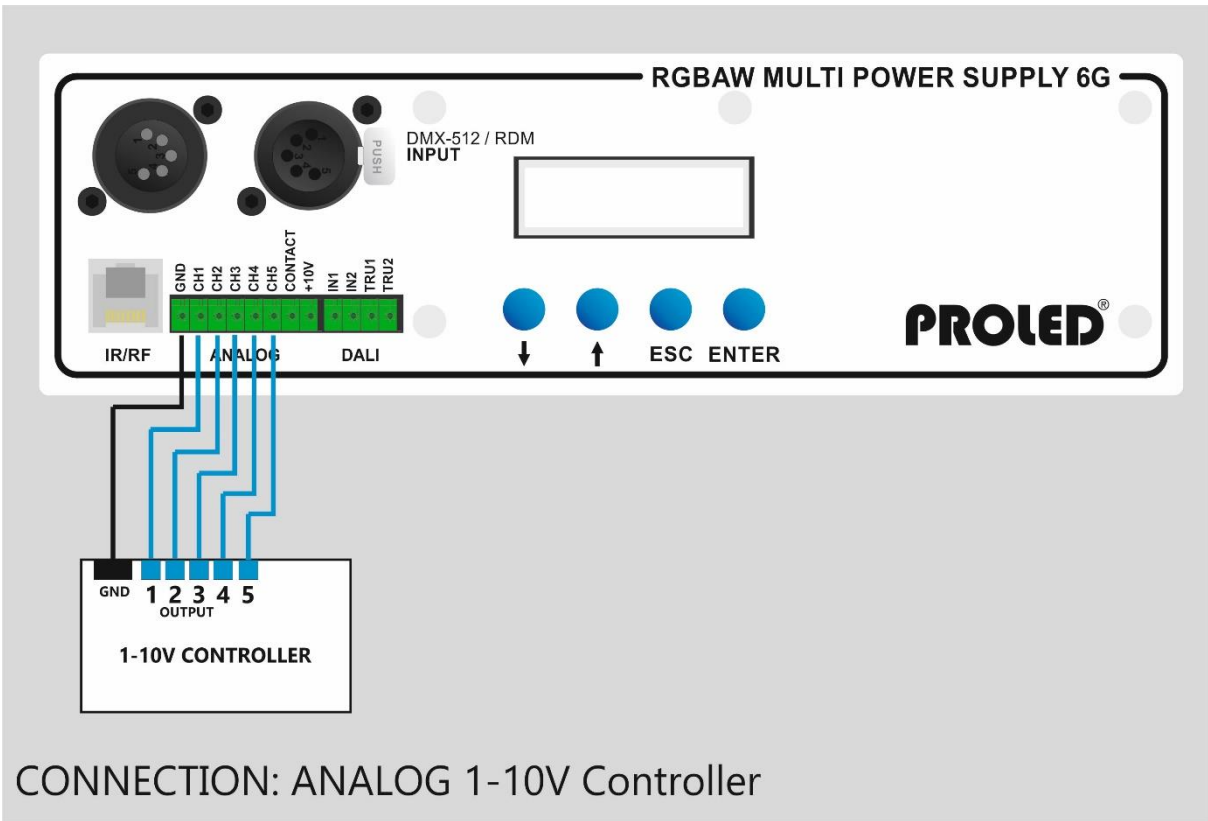 RGBAW MULTI POWER SUPPLY 6G
DMX-512 / RDM
INPUT
PUSH
GND
CH1
CH2
CH3
CH4
CH5
CONTACT
+10V
IN1
IN2
TRU1
TRU2
IR/RF
ANALOG
DALI
ESC
ENTER
PROLED®
GND
1 2 3 4 5
OUTPUT
1-10V CONTROLLER
CONNECTION: ANALOG 1-10V Controller